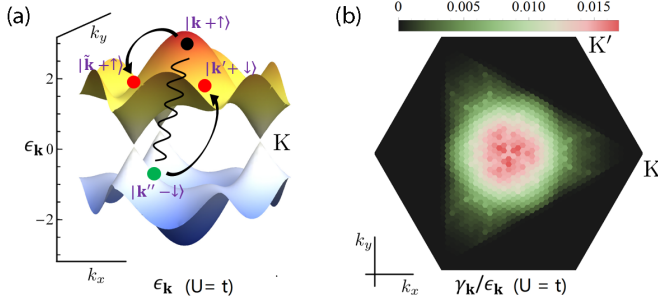 (a)
k_y
|k +↑⟩
|k̃ +↑⟩
|k′ + ↓⟩
2
ϵ_k 0
K
|k″ −↓⟩
−2
k_x
ϵ_k (U= t)
(b)
0 0.005 0.010 0.015
K′
K
k_y
k_x
γ_k/ϵ_k (U = t)